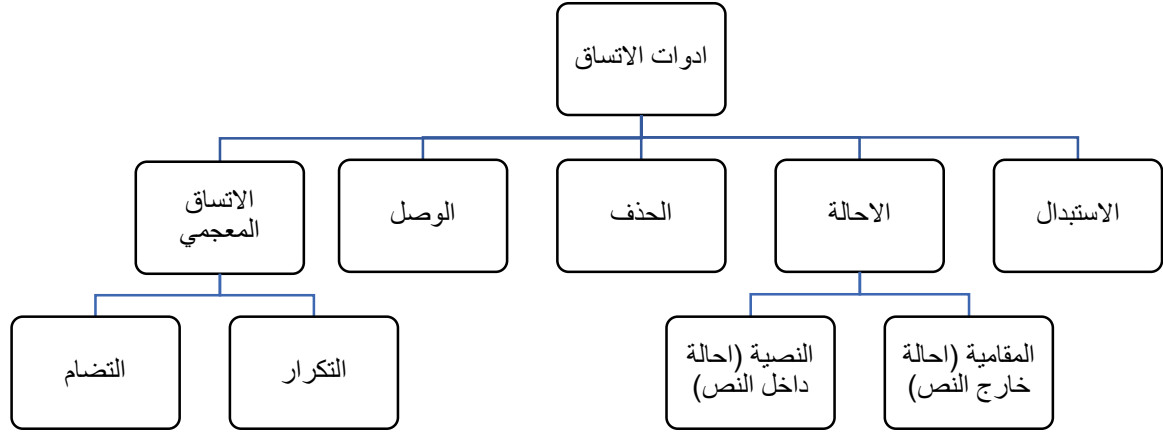 ادوات الاتساق
الاستبدال
الاحالة
الحذف
الوصل
الاتساق
المعجمي
المقامية (احالة
خارج النص)
النصية (احالة
داخل النص)
التكرار
التضام